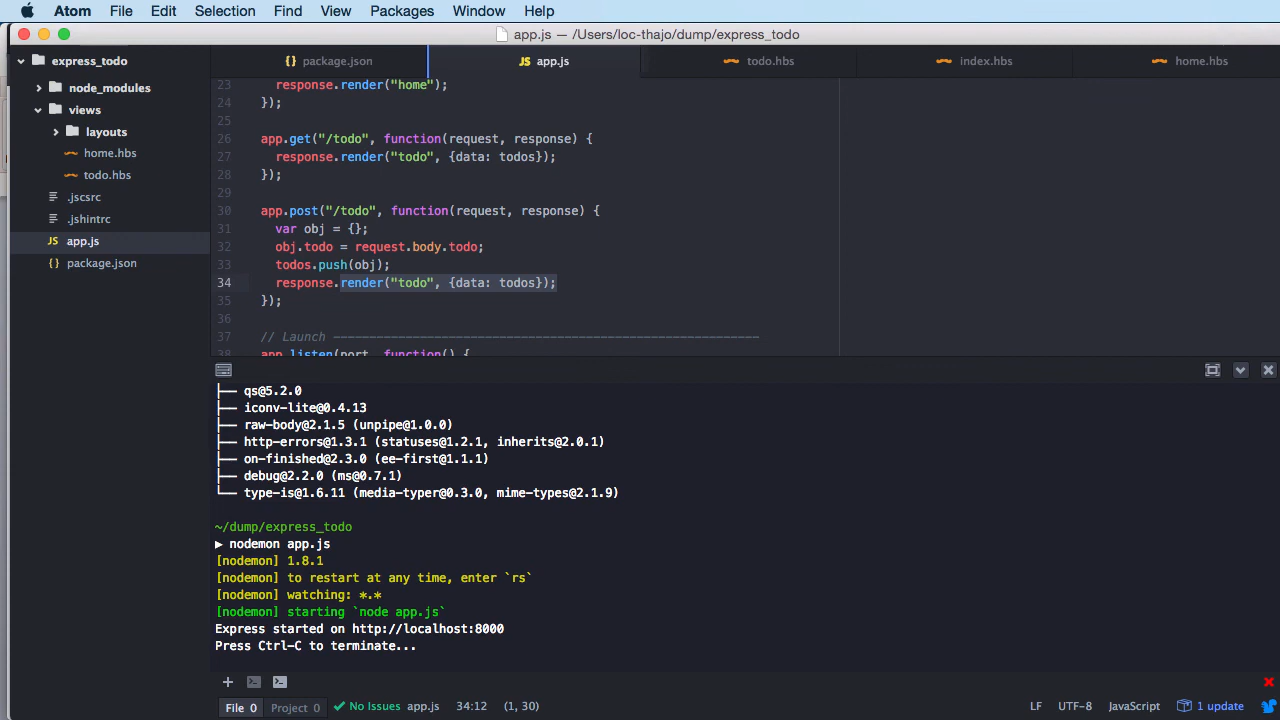 Atom File Edit Selection Find View Packages Window Help
app.js — /Users/loc-thajo/dump/express_todo
express_todo
node_modules
views
layouts
home.hbs
todo.hbs
.jscsrc
.jshintrc
JS app.js
package.json
{} package.json
JS app.js
todo.hbs
index.hbs
home.hbs
23 response.render("home");
24 });
25
26 app.get("/todo", function(request, response) {
27 response.render("todo", {data: todos});
28 });
29
30 app.post("/todo", function(request, response) {
31 var obj = {};
32 obj.todo = request.body.todo;
33 todos.push(obj);
34 response.render("todo", {data: todos});
35 });
36
37 // Launch ———————————————————————————————————————————————————————————
38 app.listen(port, function() {
├── qs@5.2.0
├── iconv-lite@0.4.13
├── raw-body@2.1.5 (unpipe@1.0.0)
├── http-errors@1.3.1 (statuses@1.2.1, inherits@2.0.1)
├── on-finished@2.3.0 (ee-first@1.1.1)
├── debug@2.2.0 (ms@0.7.1)
└── type-is@1.6.11 (media-typer@0.3.0, mime-types@2.1.9)
~/dump/express_todo
▶ nodemon app.js
[nodemon] 1.8.1
[nodemon] to restart at any time, enter `rs`
[nodemon] watching: *.*
[nodemon] starting `node app.js`
Express started on http://localhost:8000
Press Ctrl-C to terminate...
File 0 Project 0 No Issues app.js 34:12 (1, 30) LF UTF-8 JavaScript 1 update